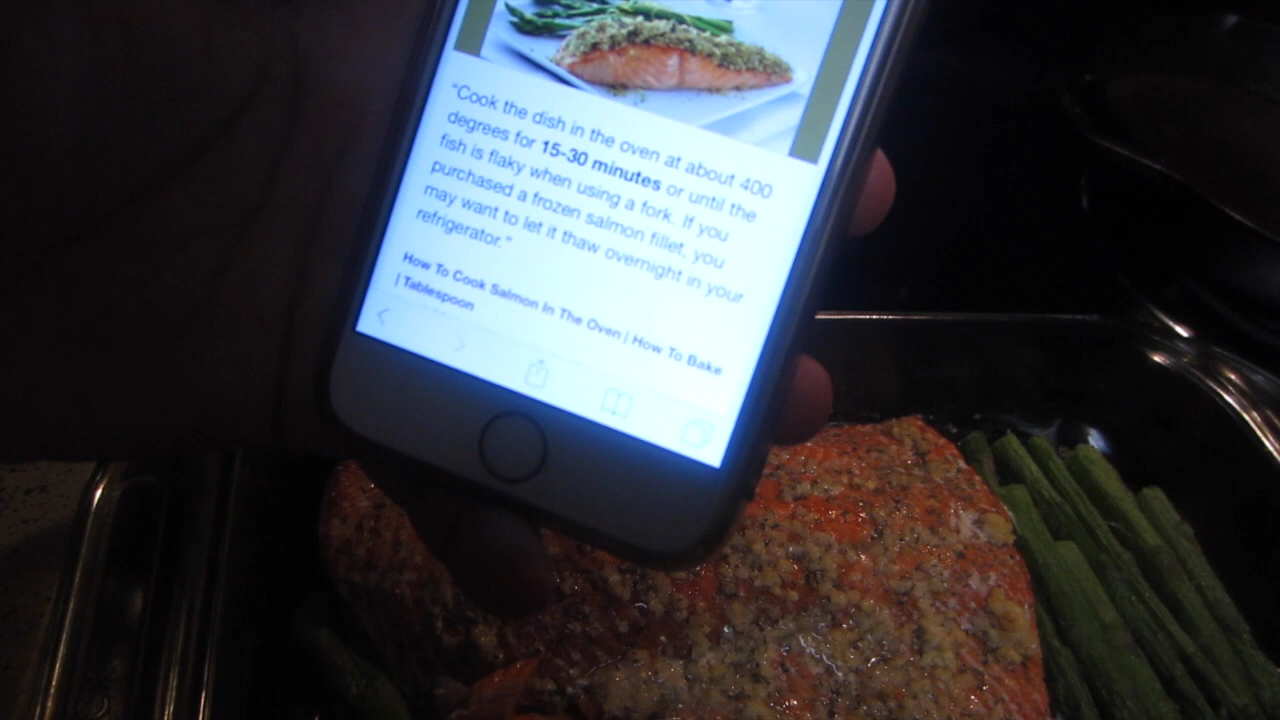 “Cook the dish in the oven at about 400
degrees for 15-30 minutes or until the
fish is flaky when using a fork. If you
purchased a frozen salmon fillet, you
may want to let it thaw overnight in your
refrigerator.”
How To Cook Salmon In The Oven | How To Bake
| Tablespoon